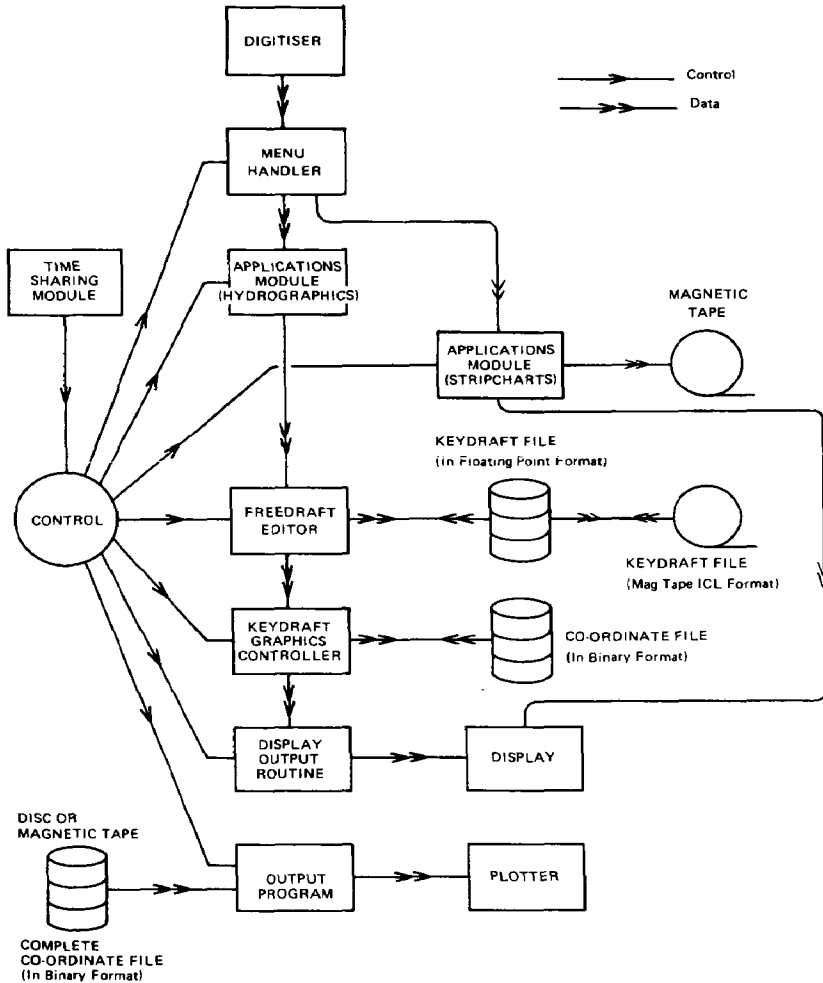 DIGITISER
Control
Data
MENU
HANDLER
TIME
SHARING
MODULE
APPLICATIONS
MODULE
(HYDROGRAPHICS)
MAGNETIC
TAPE
APPLICATIONS
MODULE
(STRIPCHARTS)
KEYDRAFT FILE
(In Floating Point Format)
CONTROL
FREEDRAFT
EDITOR
KEYDRAFT FILE
(Mag Tape ICL Format)
KEYDRAFT
GRAPHICS
CONTROLLER
CO-ORDINATE FILE
(In Binary Format)
DISPLAY
OUTPUT
ROUTINE
DISPLAY
DISC OR
MAGNETIC TAPE
OUTPUT
PROGRAM
PLOTTER
COMPLETE
CO-ORDINATE FILE
(In Binary Format)